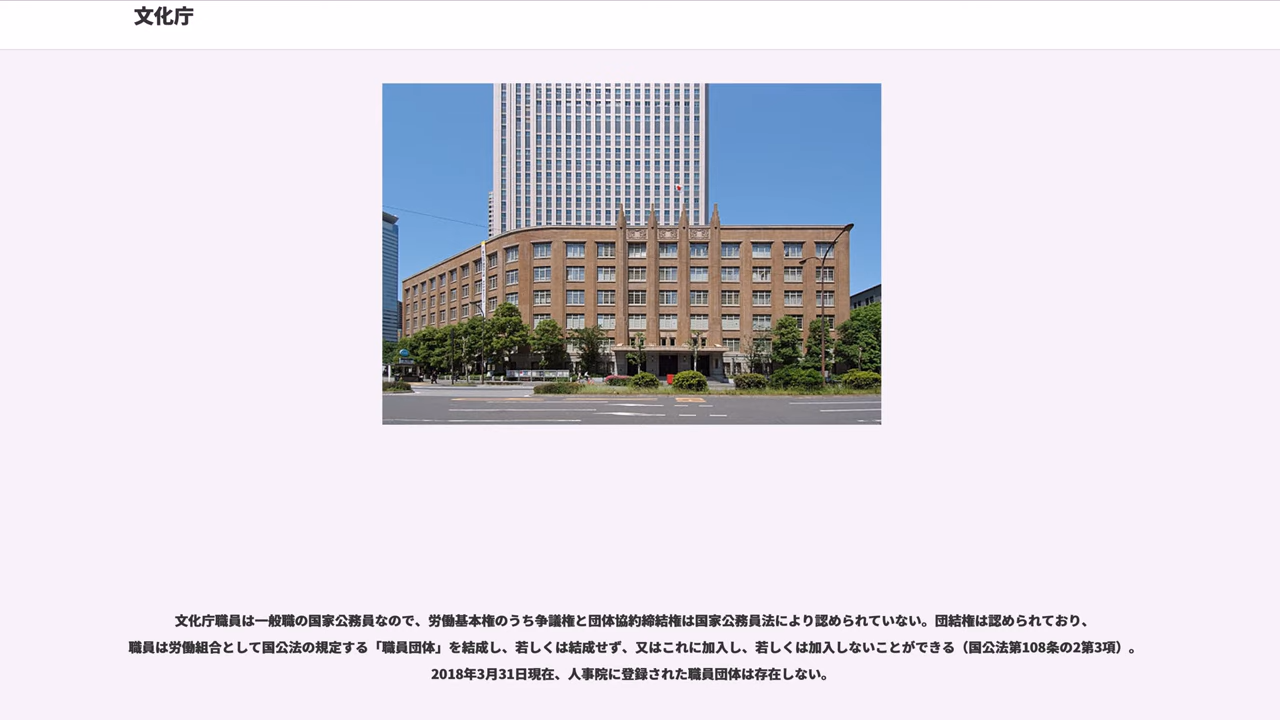 文化庁
文化庁職員は一般職の国家公務員なので、労働基本権のうち争議権と団体協約締結権は国家公務員法により認められていない。団結権は認められており、
職員は労働組合として国公法の規定する「職員団体」を結成し、若しくは結成せず、又はこれに加入し、若しくは加入しないことができる（国公法第108条の2第3項）。
2018年3月31日現在、人事院に登録された職員団体は存在しない。